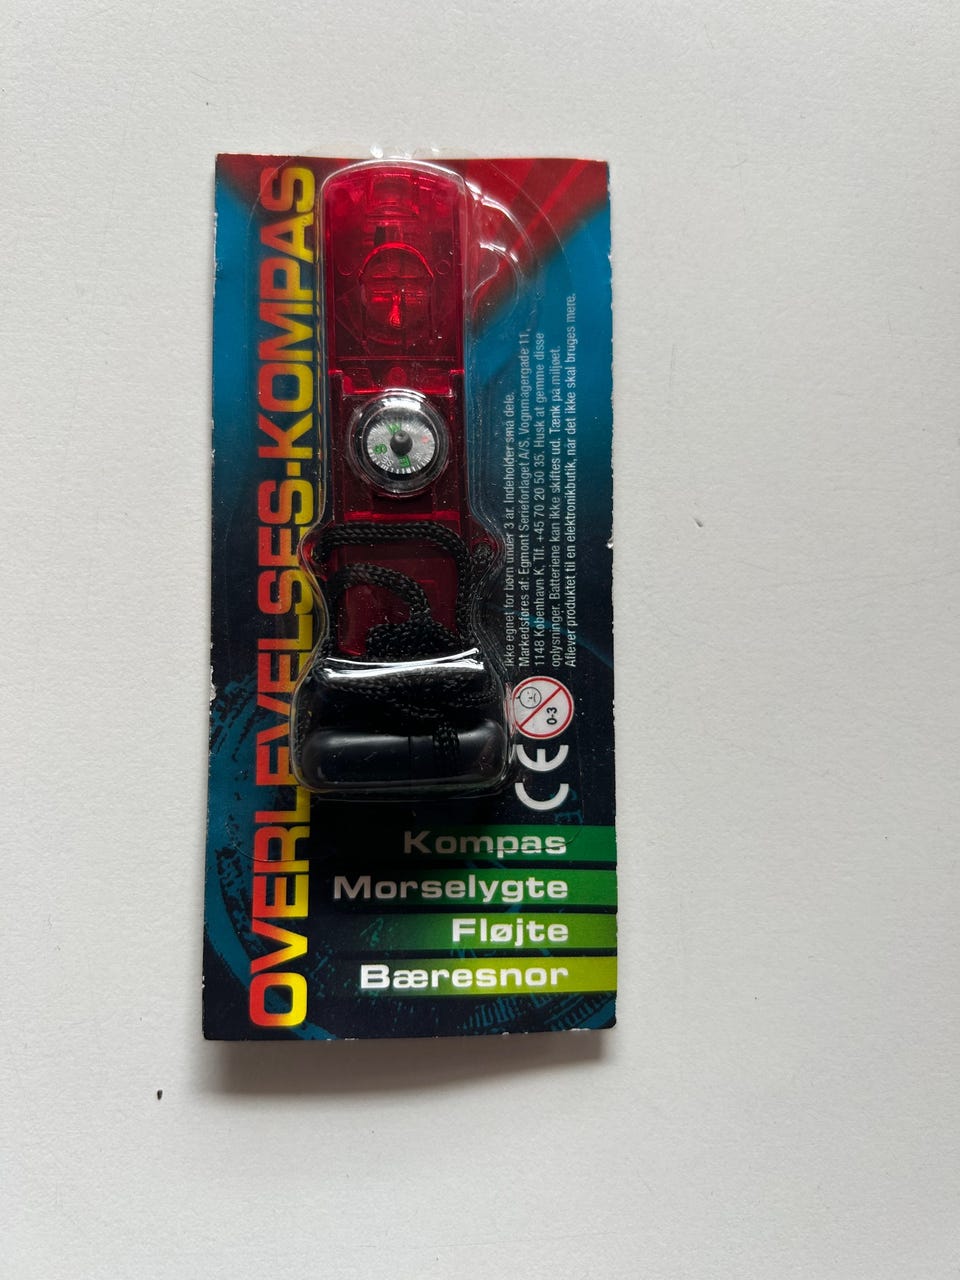 OVERLEVELSES-KOMPAS
Ikke egnet for børn under 3 år. Indeholder små dele.
Markedsføres af: Egmont Serieforlaget A/S, Vognmagergade 11,
1148 København K, Tlf. +45 70 20 50 35. Husk at gemme disse
oplysninger. Batterierne kan ikke skiftes ud. Tænk på miljøet.
Aflever produktet til en elektronikbutik, når det ikke skal bruges mere.
CE
0-3
Kompas
Morselygte
Fløjte
Bæresnor